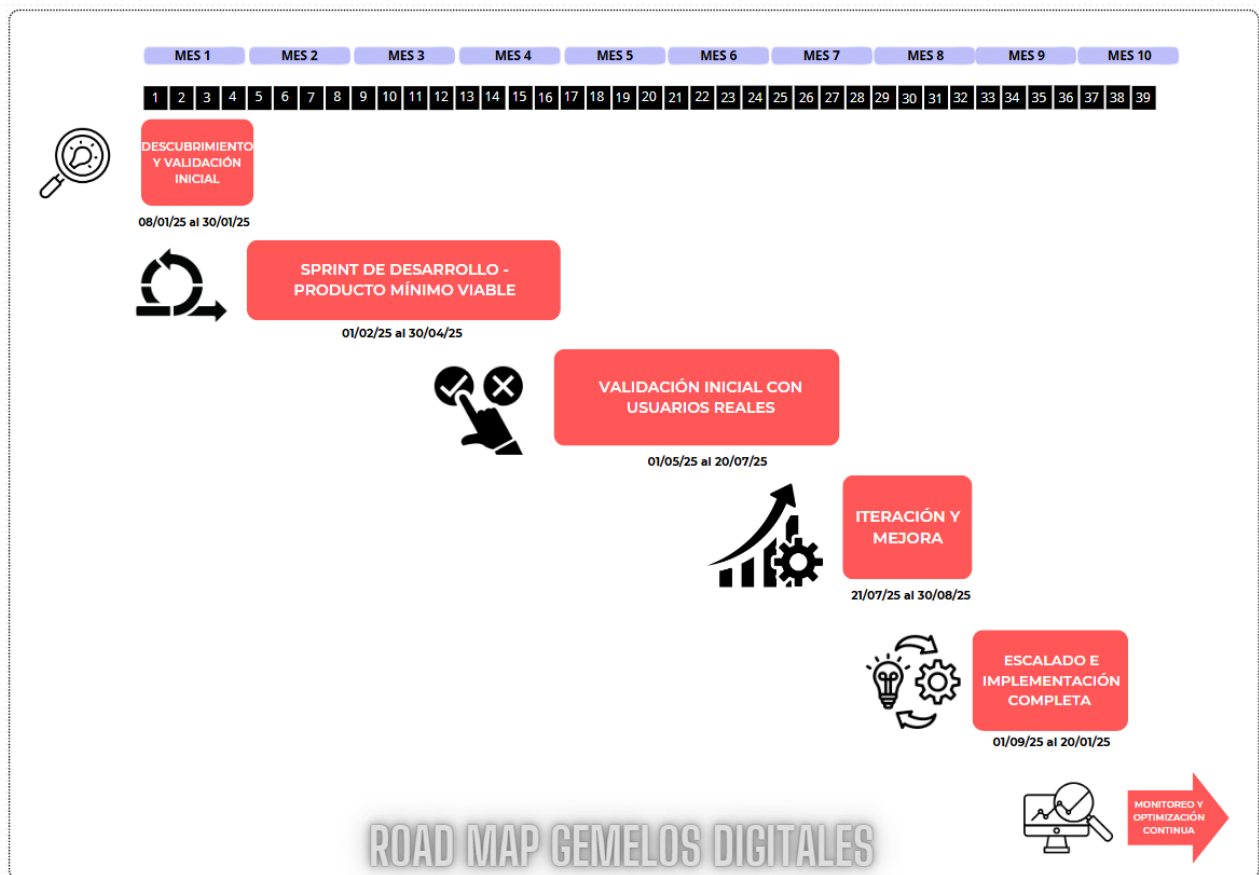 MES 1 MES 2 MES 3 MES 4 MES 5 MES 6 MES 7 MES 8 MES 9 MES 10
1 2 3 4 5 6 7 8 9 10 11 12 13 14 15 16 17 18 19 20 21 22 23 24 25 26 27 28 29 30 31 32 33 34 35 36 37 38 39
DESCUBRIMIENTO
Y VALIDACIÓN
INICIAL
08/01/25 al 30/01/25
SPRINT DE DESARROLLO -
PRODUCTO MÍNIMO VIABLE
01/02/25 al 30/04/25
VALIDACIÓN INICIAL CON
USUARIOS REALES
01/05/25 al 20/07/25
ITERACIÓN Y
MEJORA
21/07/25 al 30/08/25
ESCALADO E
IMPLEMENTACIÓN
COMPLETA
01/09/25 al 20/01/25
MONITOREO Y
OPTIMIZACIÓN
CONTINUA
ROAD MAP GEMELOS DIGITALES